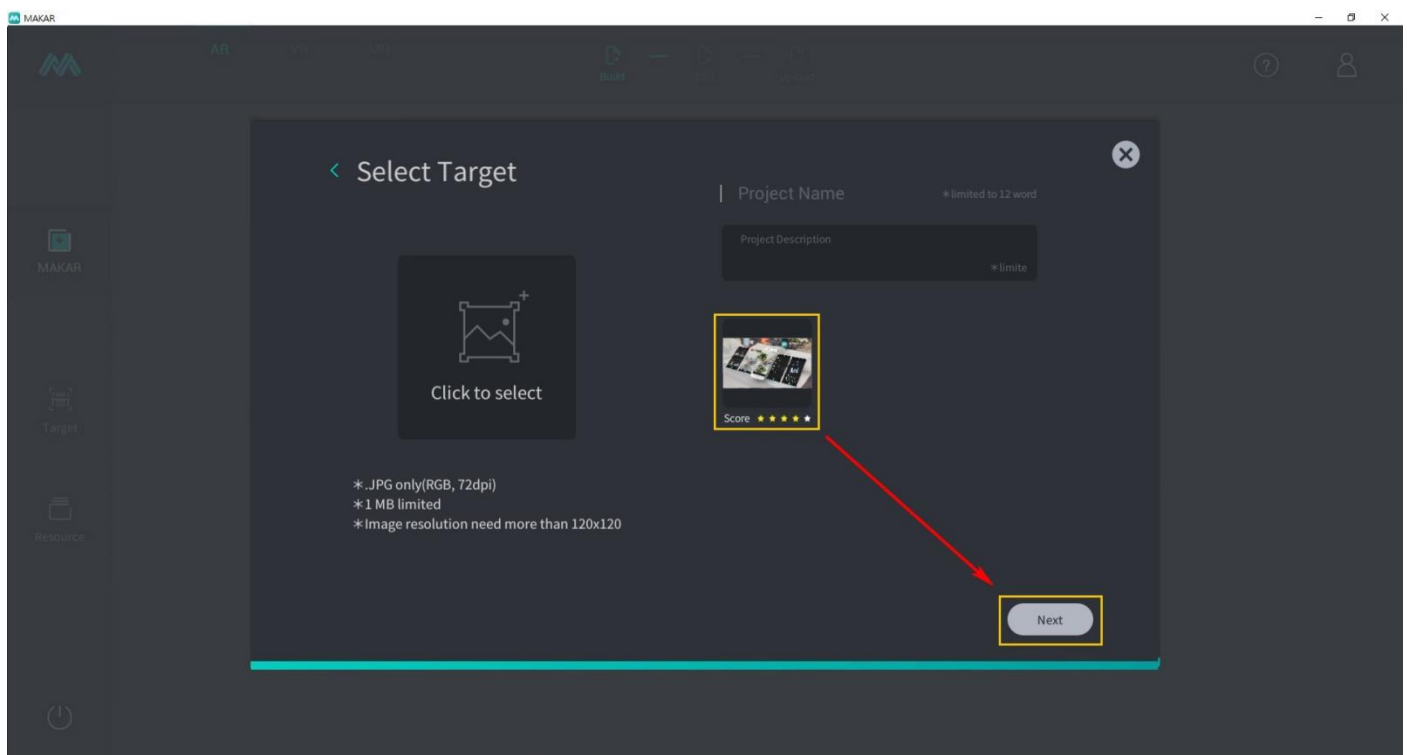 MAKAR
AR
Build
MAKAR
Target
Resource
Select Target
Click to select
*.JPG only(RGB, 72dpi)
*1 MB limited
*Image resolution need more than 120x120
Project Name
*limited to 12 word
Project Description
*limite
Score
Next